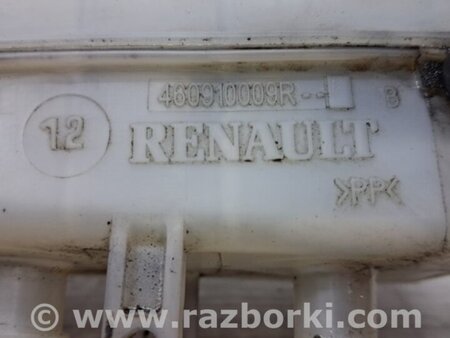 460910009R--
B
12
RENAULT
>PP<
© www.razborki.com